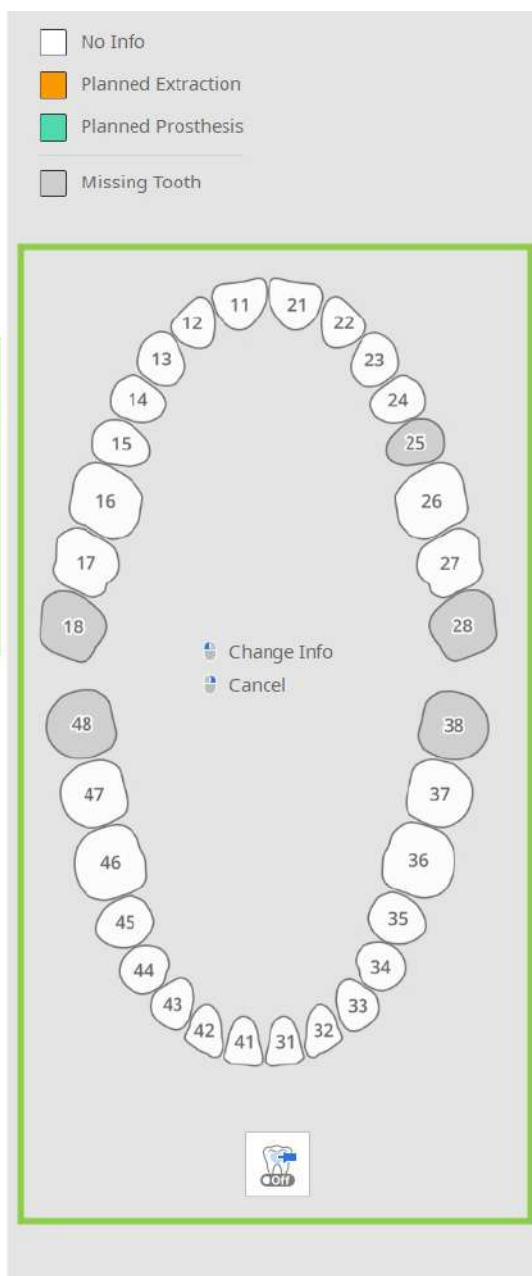 No Info
Planned Extraction
Planned Prosthesis
Missing Tooth
11 21
12 22
13 23
14 24
15 25
16 26
17 27
18 28
Change Info
Cancel
48 38
47 37
46 36
45 35
44 34
43 33
42 41 31 32
Off